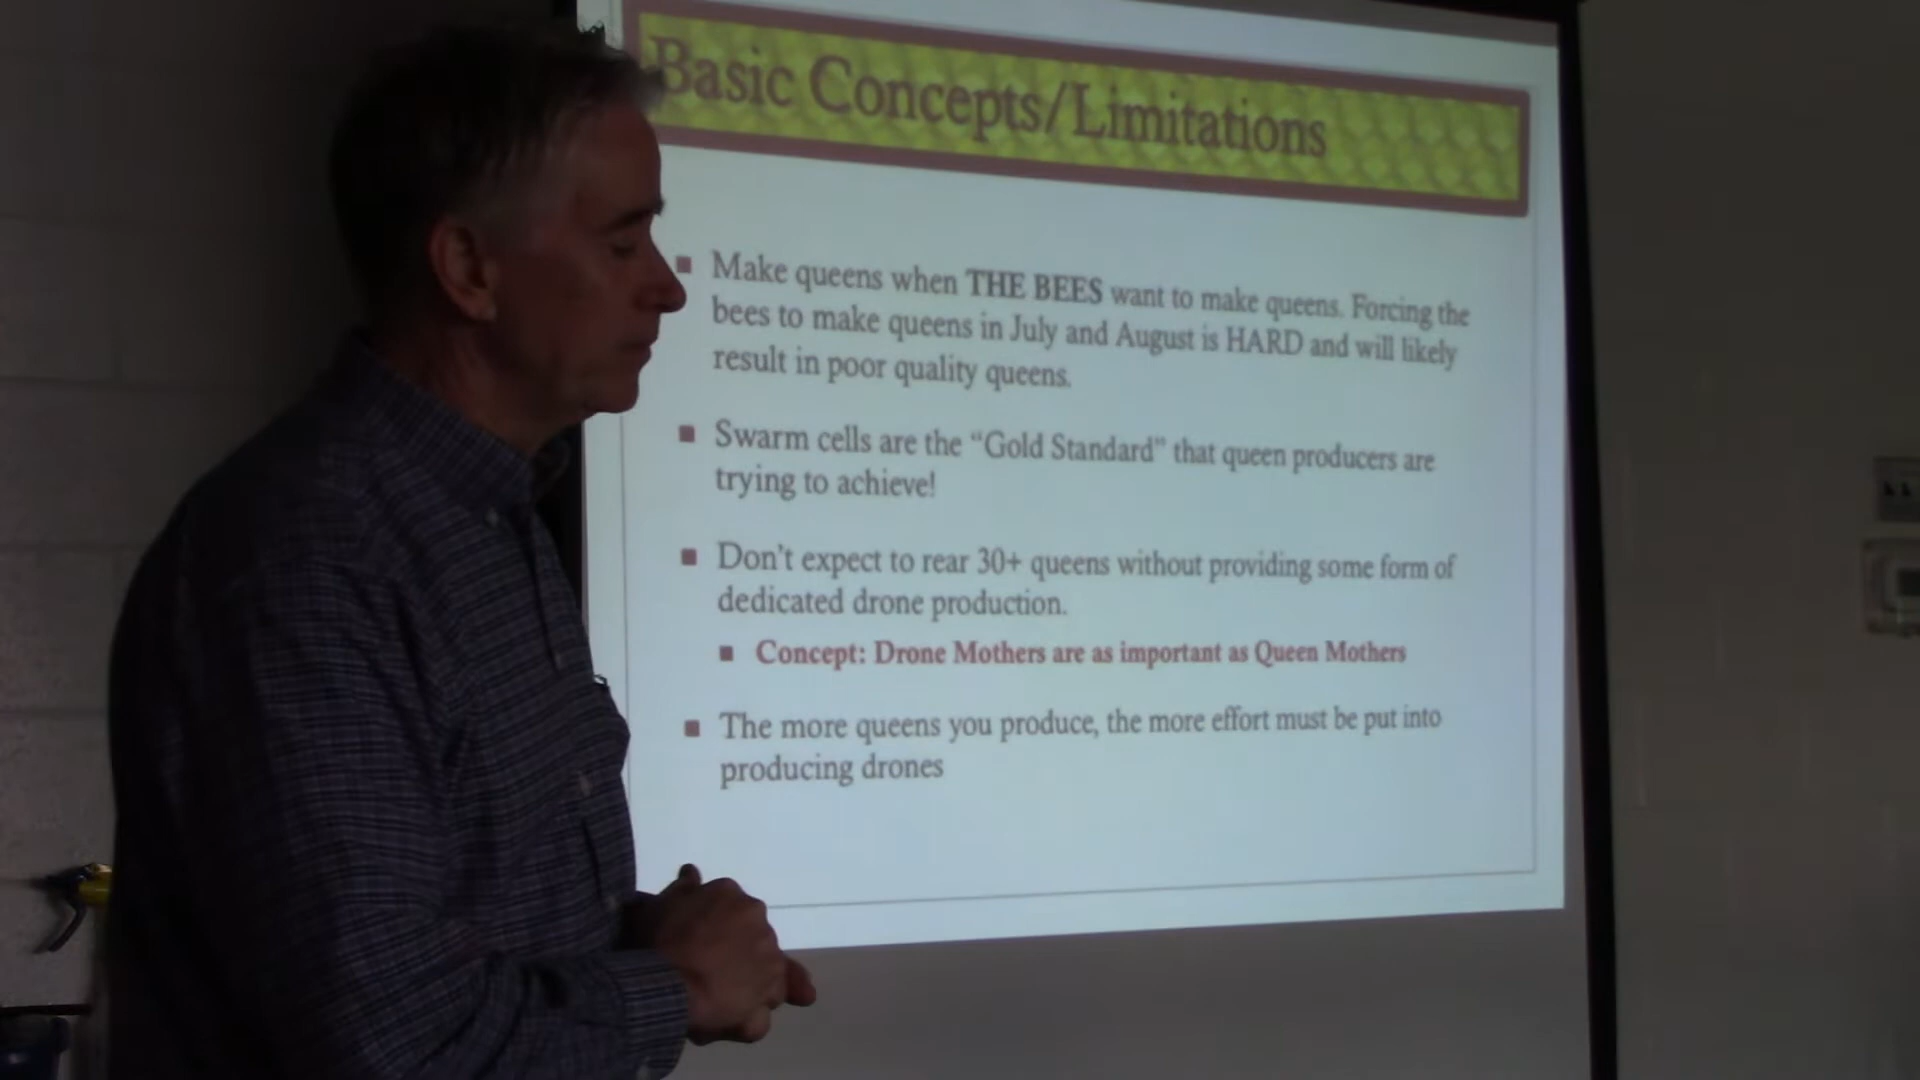 Basic Concepts/Limitations
Make queens when THE BEES want to make queens. Forcing the
bees to make queens in July and August is HARD and will likely
result in poor quality queens.
Swarm cells are the “Gold Standard” that queen producers are
trying to achieve!
Don't expect to rear 30+ queens without providing some form of
dedicated drone production.
Concept: Drone Mothers are as important as Queen Mothers
The more queens you produce, the more effort must be put into
producing drones